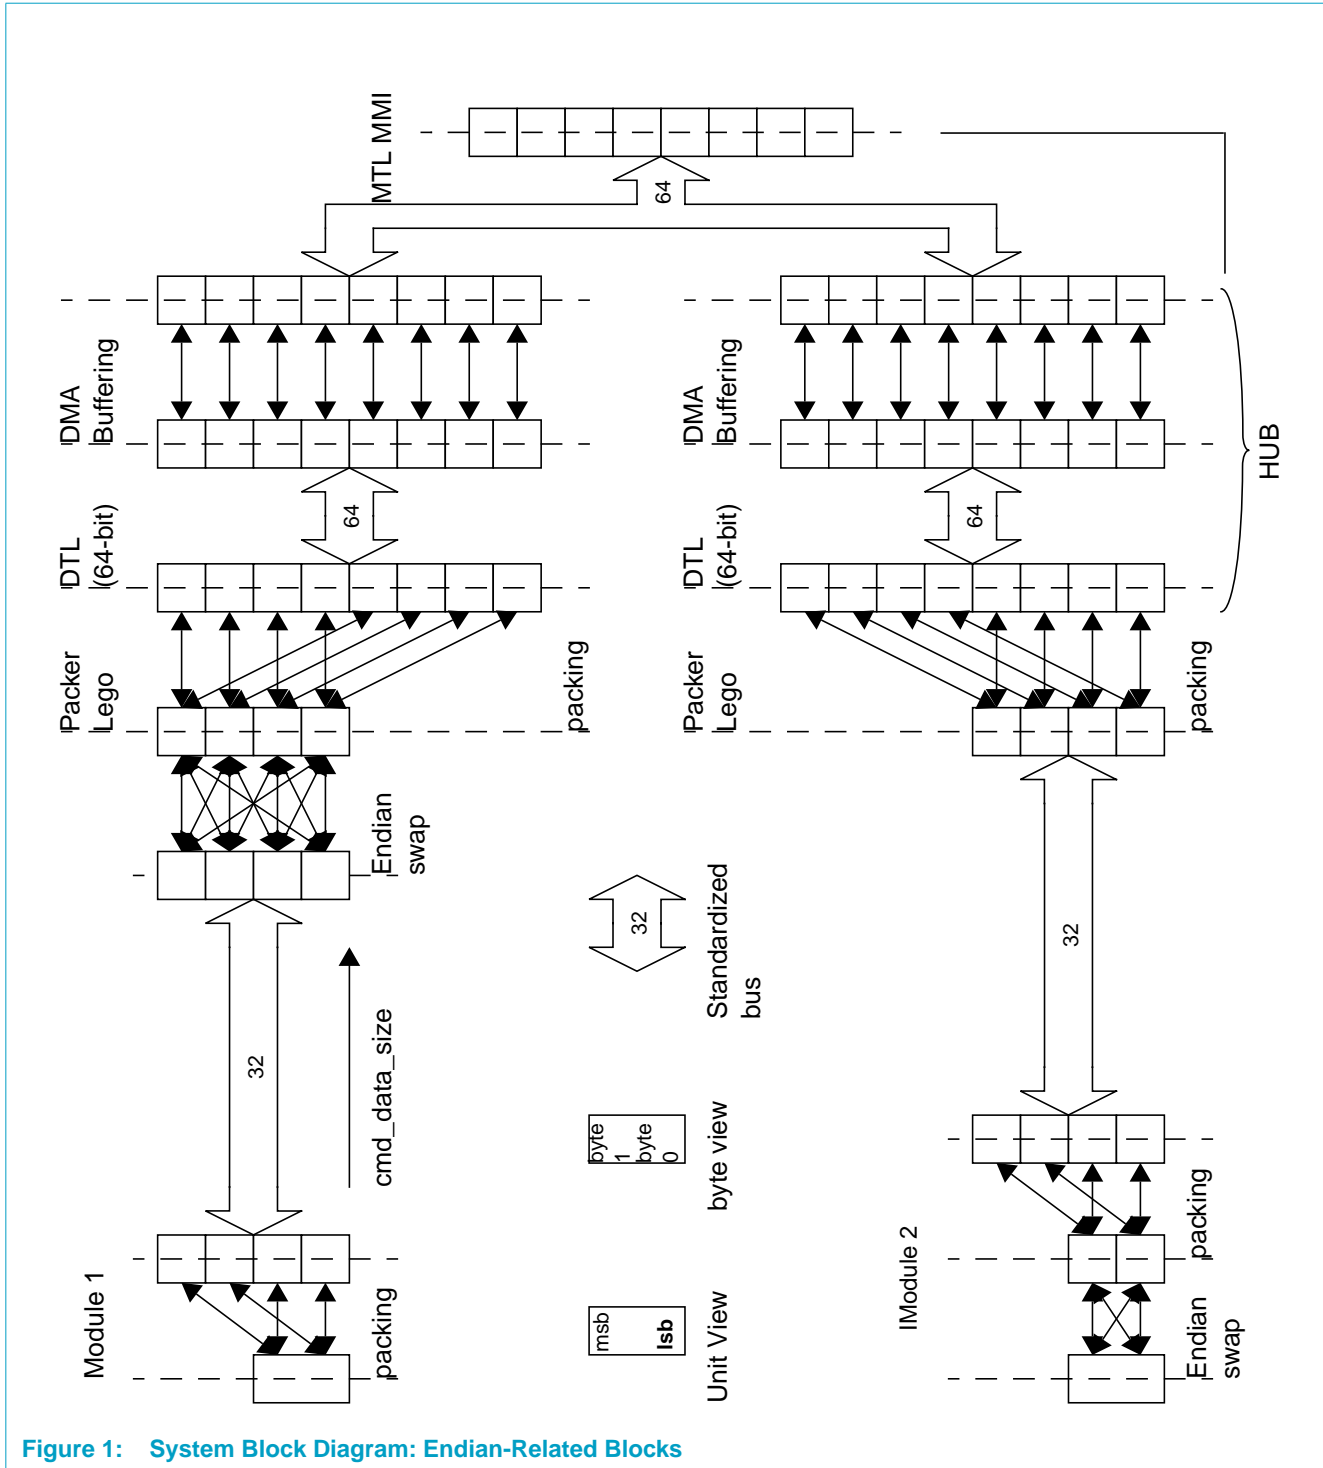 MTL MMI
64
DMA
Buffering
DMA
Buffering
HUB
DTL
(64-bit)
64
DTL
(64-bit)
64
Packer
Lego
packing
Packer
Lego
packing
Endian
swap
32
cmd_data_size
32
Standardized
bus
32
Module 1
packing
byte
1
byte
0
byte view
msb
lsb
Unit View
IModule 2
packing
Endian
swap
Figure 1: System Block Diagram: Endian-Related Blocks